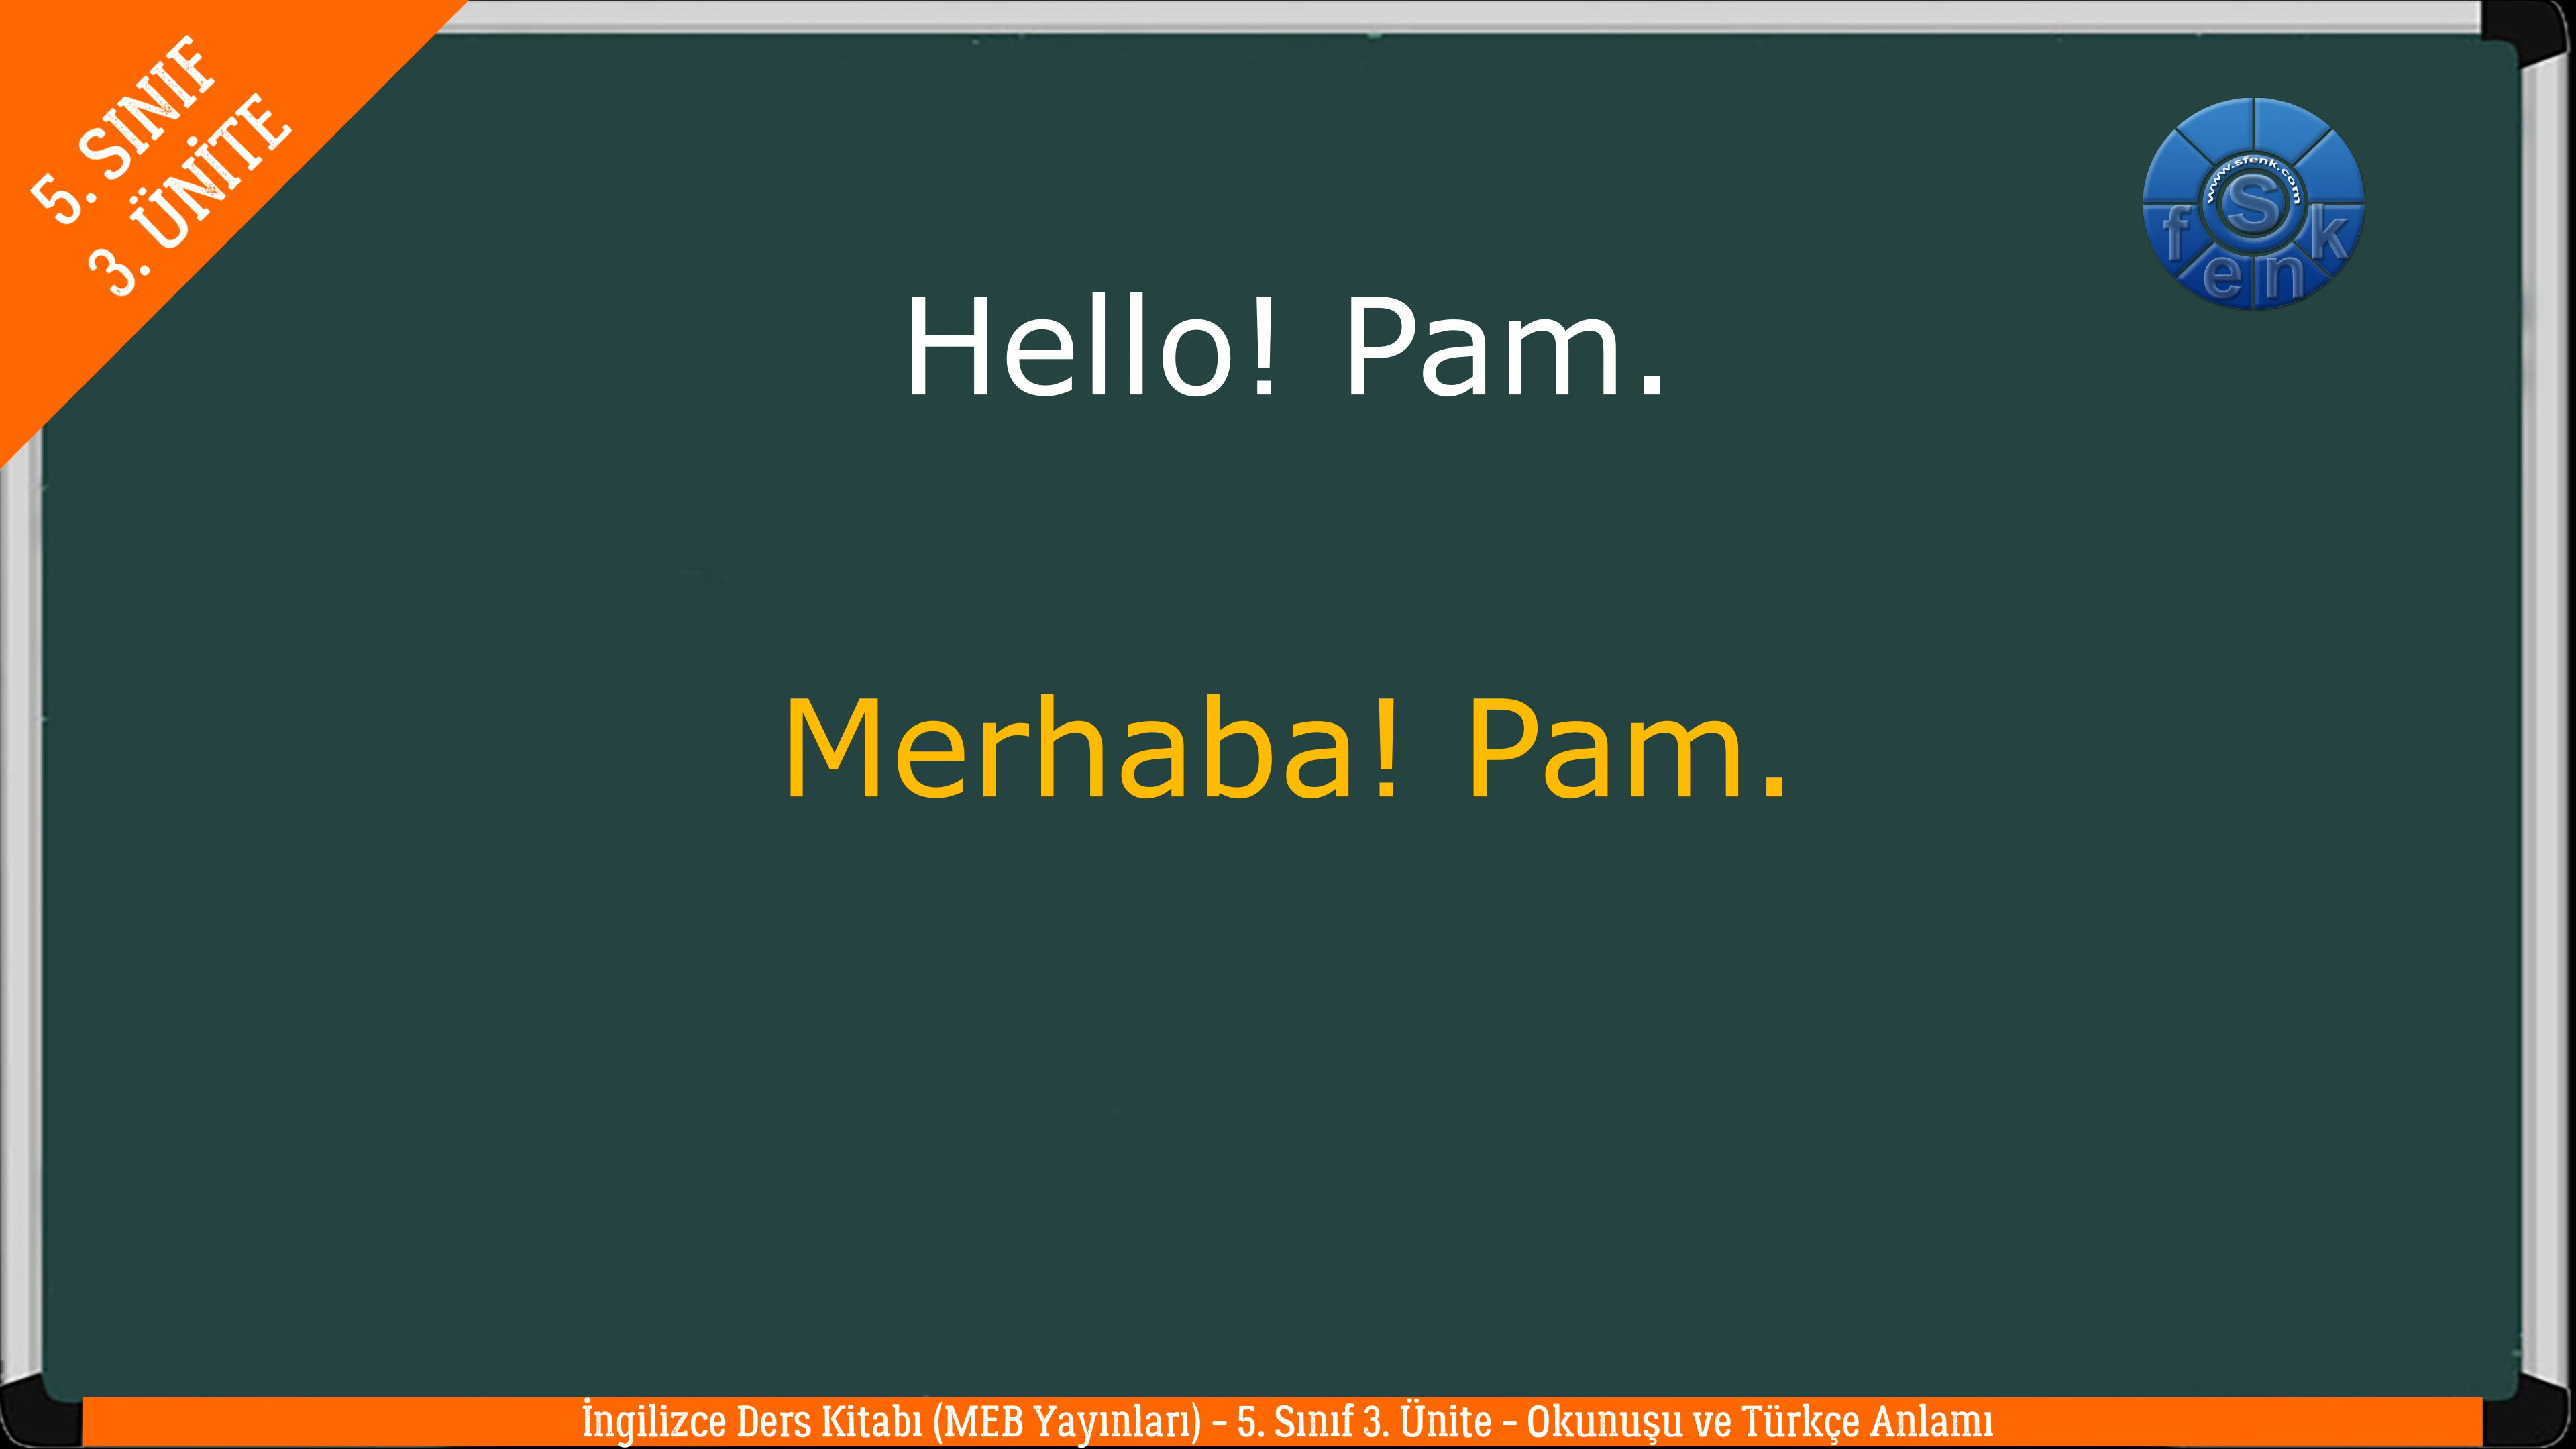 5. SINIF
3. ÜNİTE
www.sfenk.com
S
f e n k
Hello! Pam.
Merhaba! Pam.
İngilizce Ders Kitabı (MEB Yayınları) – 5. Sınıf 3. Ünite – Okunuşu ve Türkçe Anlamı